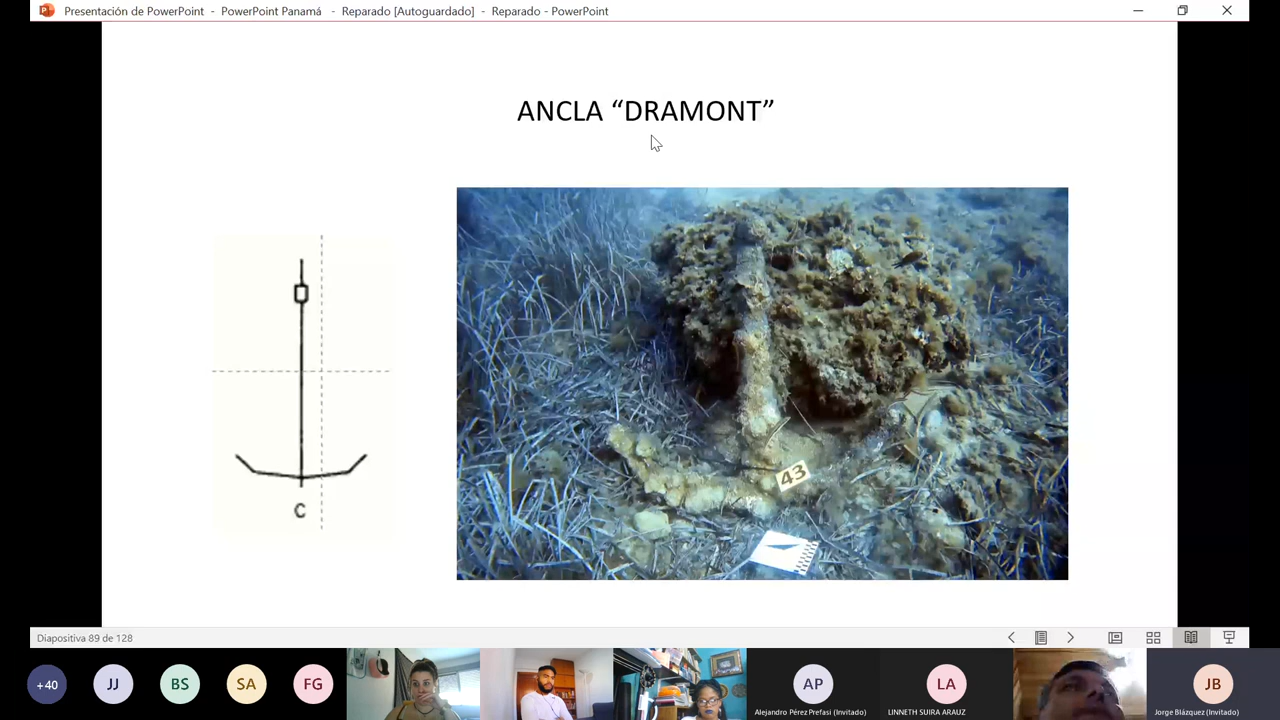 Presentación de PowerPoint - PowerPoint Panamá - Reparado [Autoguardado] - Reparado - PowerPoint
ANCLA “DRAMONT”
C
43
Diapositiva 89 de 128
+40
JJ
BS
SA
FG
AP
LA
JB
Alejandro Pérez Prefasi (Invitado)
LINNETH SUIRA ARAUZ
Jorge Blázquez (Invitado)